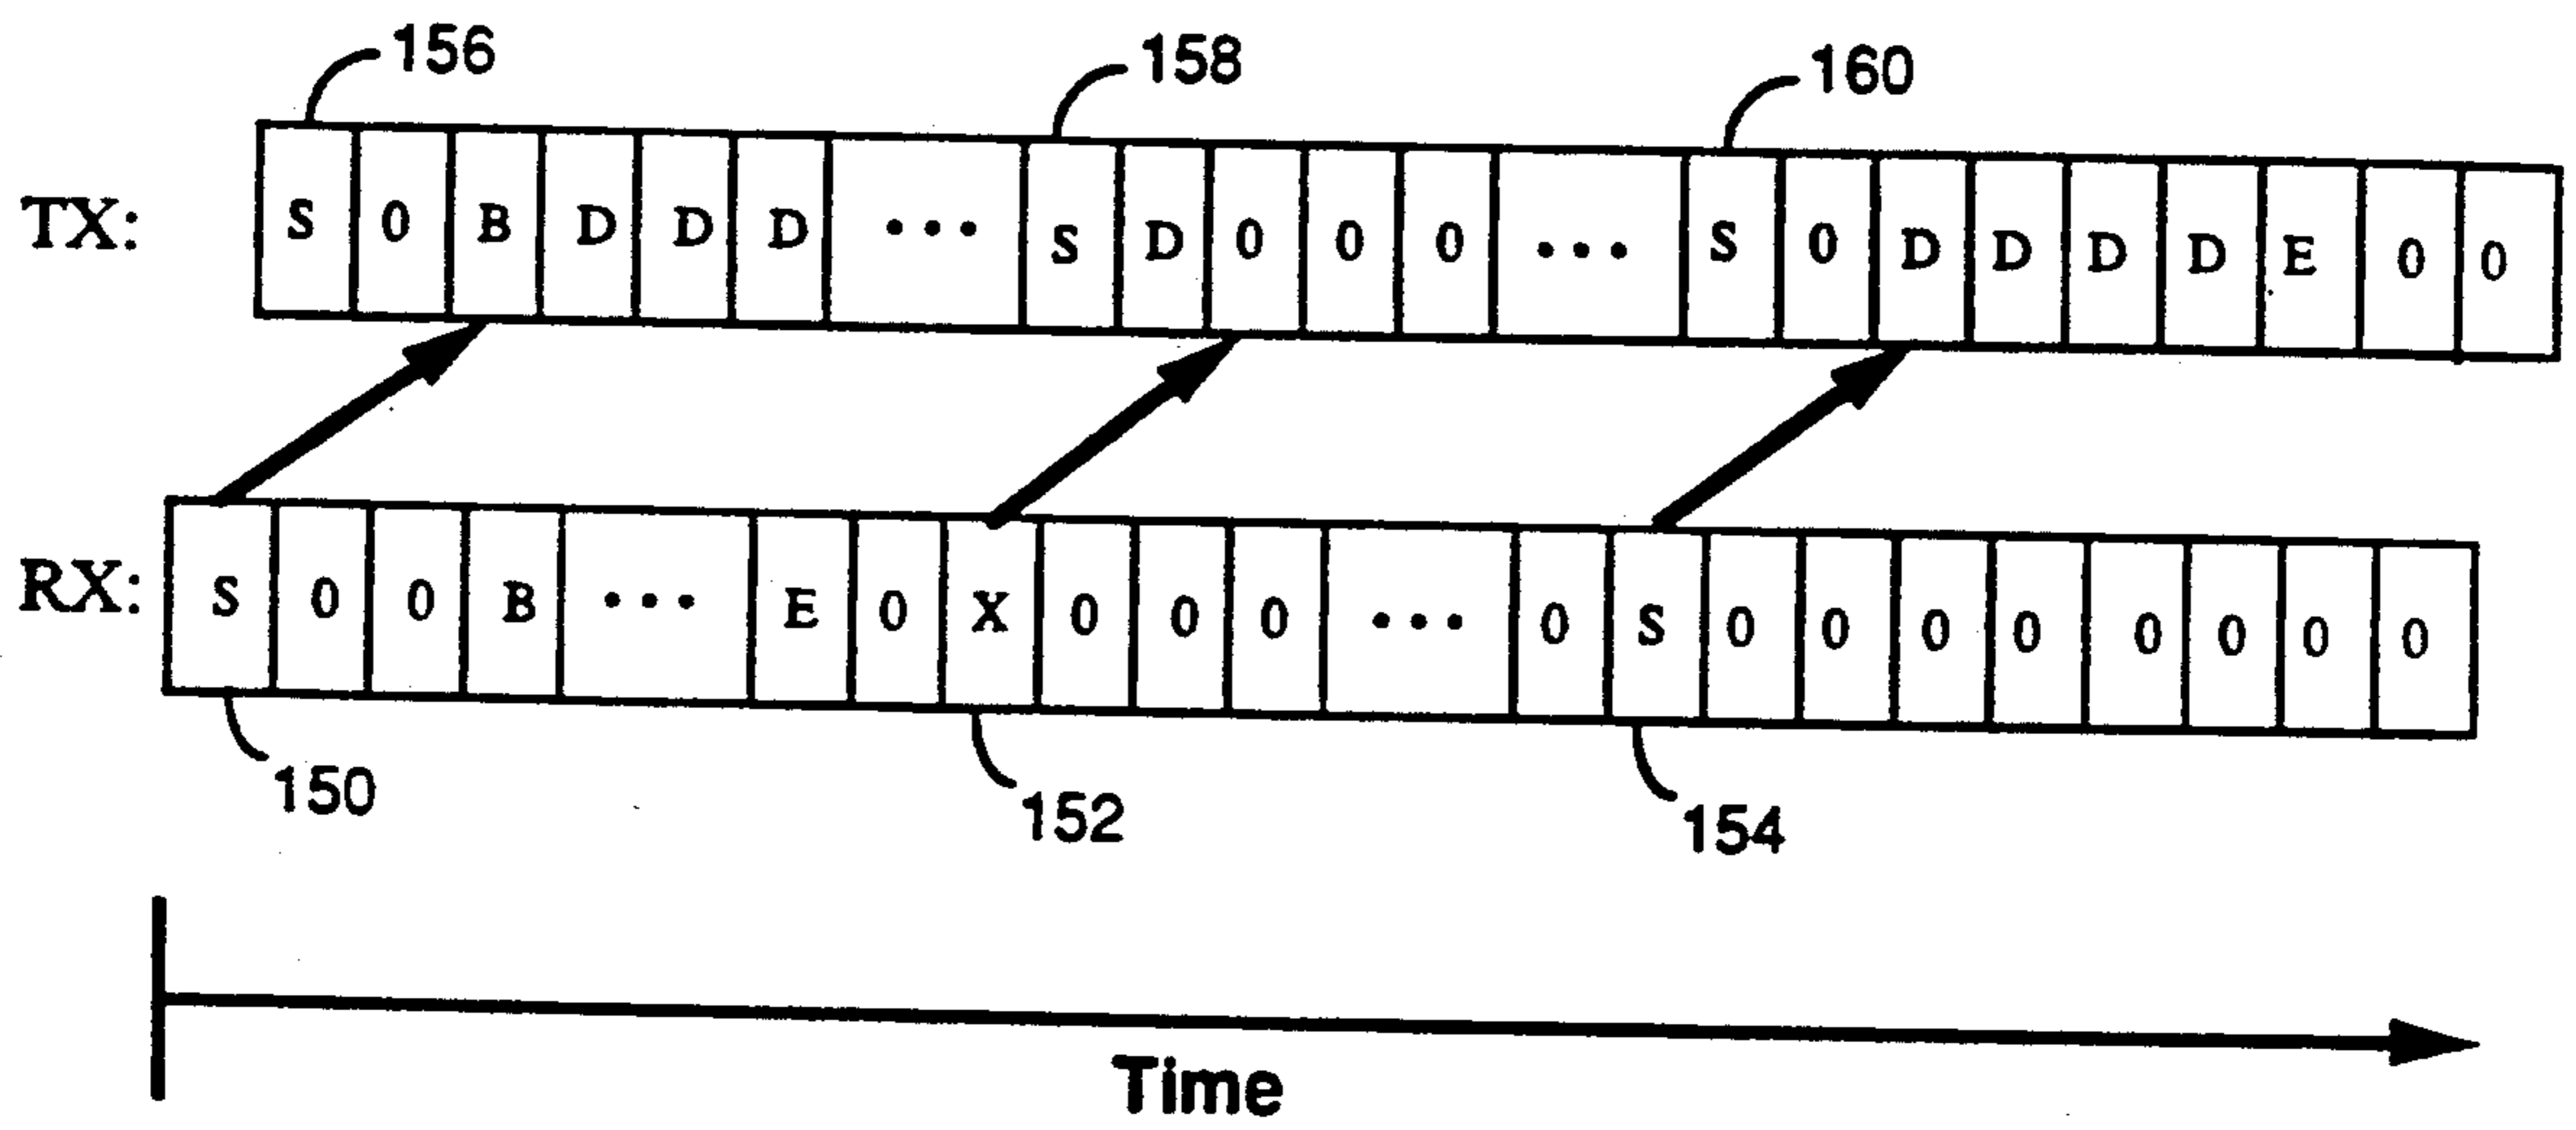 156 158 160
TX: S 0 B D D D ... S D 0 0 0 ... S 0 D D D D E 0 0
RX: S 0 0 B ... E 0 X 0 0 0 ... 0 S 0 0 0 0 0 0 0 0
150 152 154
Time